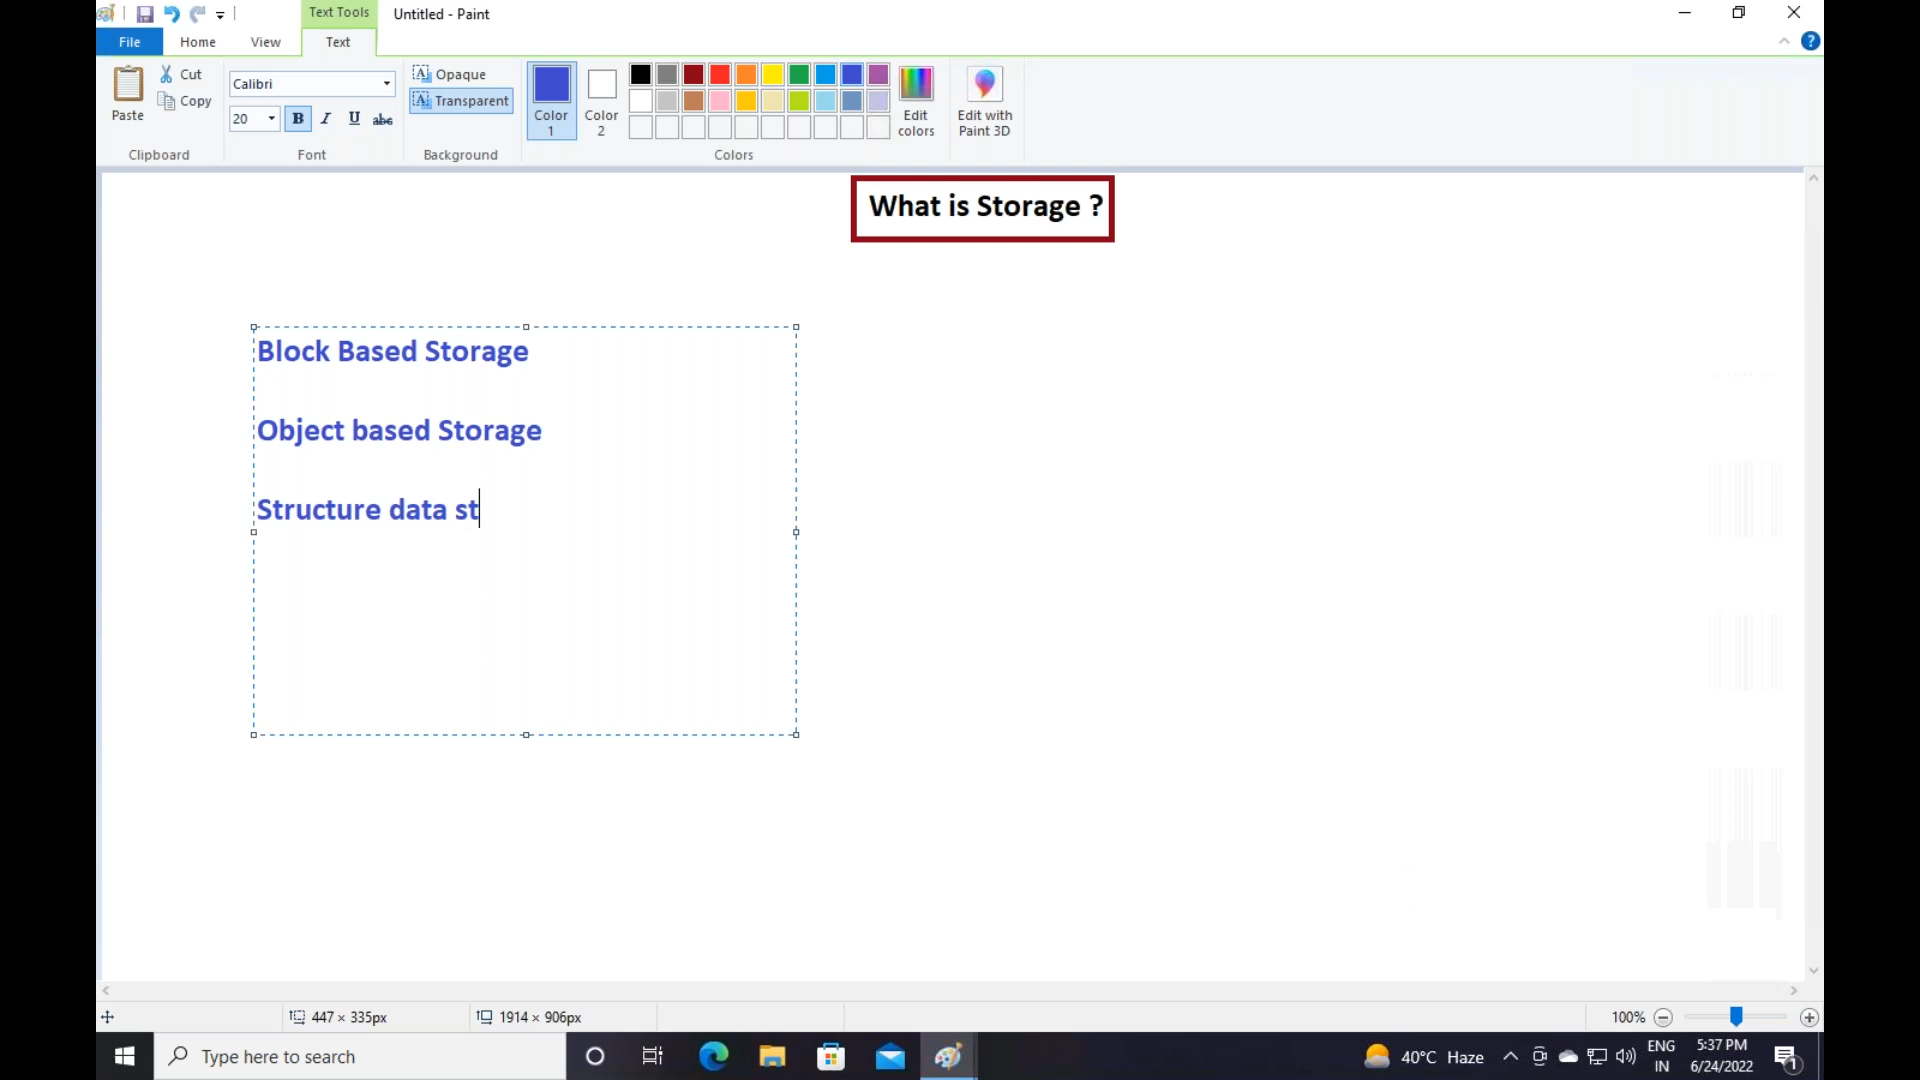 Text Tools Untitled - Paint
File Home View Text
Paste Cut Copy Clipboard
Calibri
20 B I U abc
Font
Opaque
Transparent
Background
Color 1 Color 2
Edit colors
Colors
Edit with Paint 3D
What is Storage ?
Block Based Storage
Object based Storage
Structure data st
447 × 335px 1914 × 906px 100%
Type here to search 40°C Haze ENG IN 5:37 PM 6/24/2022 1